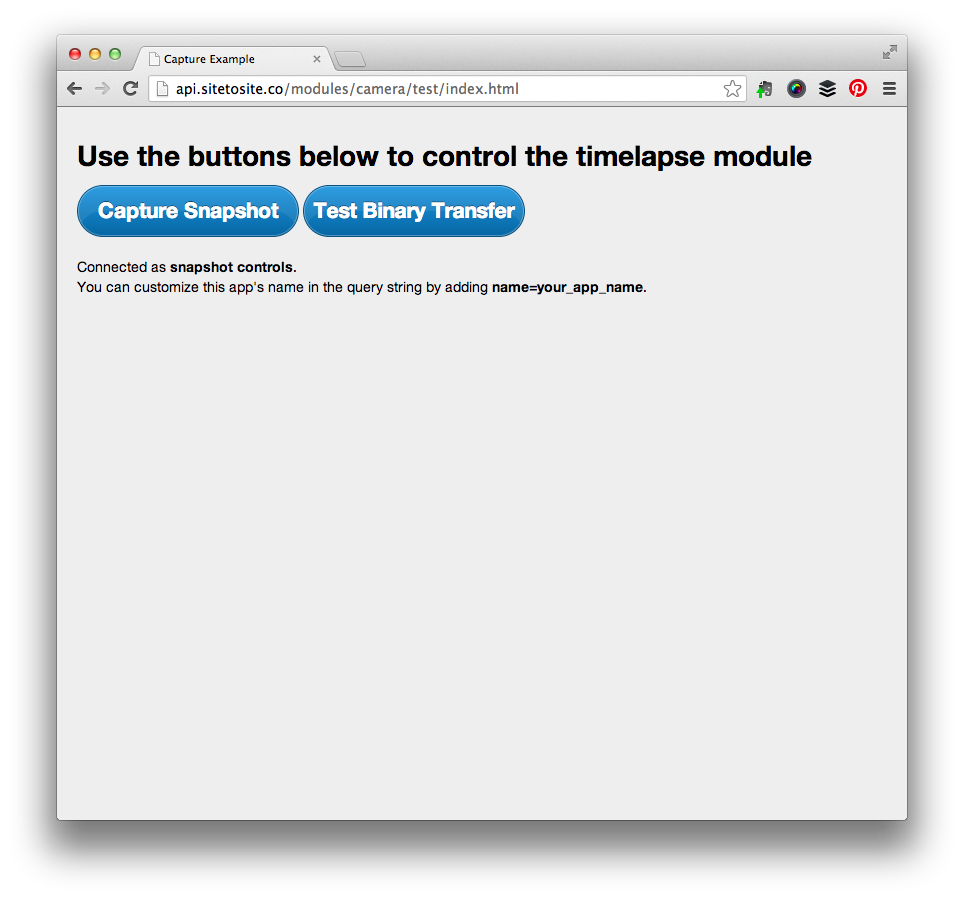 Capture Example
api.sitetosite.co/modules/camera/test/index.html
Use the buttons below to control the timelapse module
Capture Snapshot Test Binary Transfer
Connected as snapshot controls.
You can customize this app's name in the query string by adding name=your_app_name.